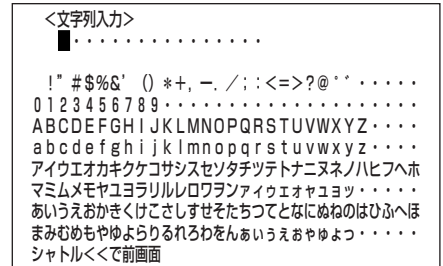 <文字列入力>
█・・・・・・・・・・・・・・・
!"#$%&' ()*+,ー./;:<=>?@゜゛・・・・・
0123456789・・・・・・・・・・・・・・・・・・・・
ABCDEFGHIJKLMNOPQRSTUVWXYZ・・・・
abcdefghijklmnopqrstuvwxyz・・・・
アイウエオカキクケコサシスセソタチツテトナニヌネノハヒフヘホ
マミムメモヤユヨラリルレロワヲンァィゥェォャュョッ・・・・・
あいうえおかきくけこさしすせそたちつてとなにぬねのはひふへほ
まみむめもやゆよらりるれろわをんぁぃぅぇぉゃゅょっ・・・・・
シャトル<<で前画面